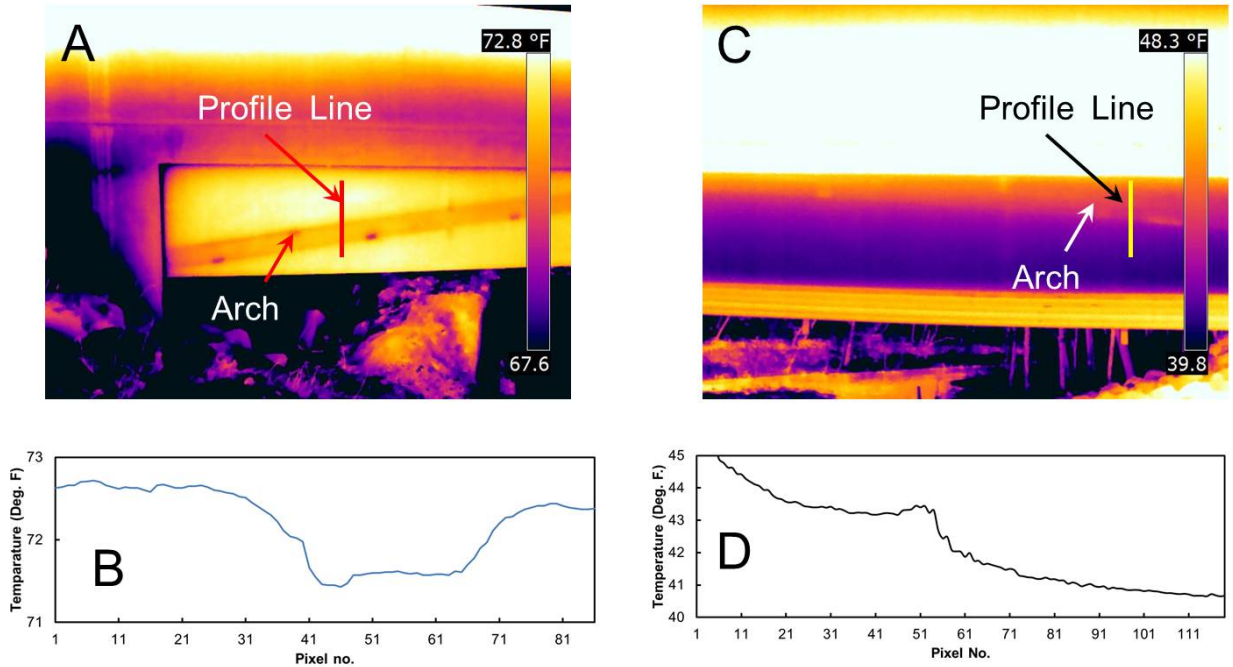 A
72.8 °F
Profile Line
Arch
67.6
C
48.3 °F
Profile Line
Arch
39.8
73
72
71
Temparature (Deg. F)
B
1 11 21 31 41 51 61 71 81
Pixel no.
45
44
43
42
41
40
Temperature (Deg. F.)
D
1 11 21 31 41 51 61 71 81 91 101 111
Pixel No.